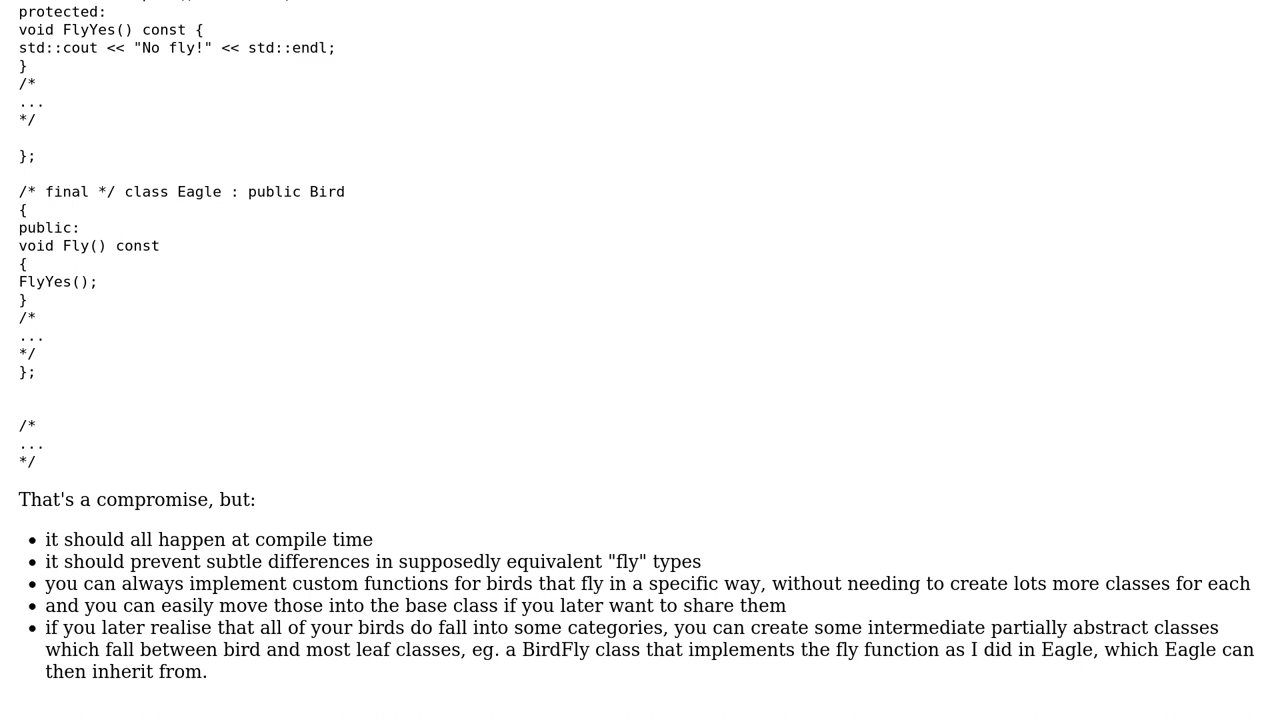 protected:
void FlyYes() const {
std::cout << "No fly!" << std::endl;
}
/*
...
*/
};
/* final */ class Eagle : public Bird
{
public:
void Fly() const
{
FlyYes();
}
/*
...
*/
};
/*
...
*/
That's a compromise, but:
• it should all happen at compile time
• it should prevent subtle differences in supposedly equivalent "fly" types
• you can always implement custom functions for birds that fly in a specific way, without needing to create lots more classes for each
• and you can easily move those into the base class if you later want to share them
• if you later realise that all of your birds do fall into some categories, you can create some intermediate partially abstract classes
which fall between bird and most leaf classes, eg. a BirdFly class that implements the fly function as I did in Eagle, which Eagle can
then inherit from.